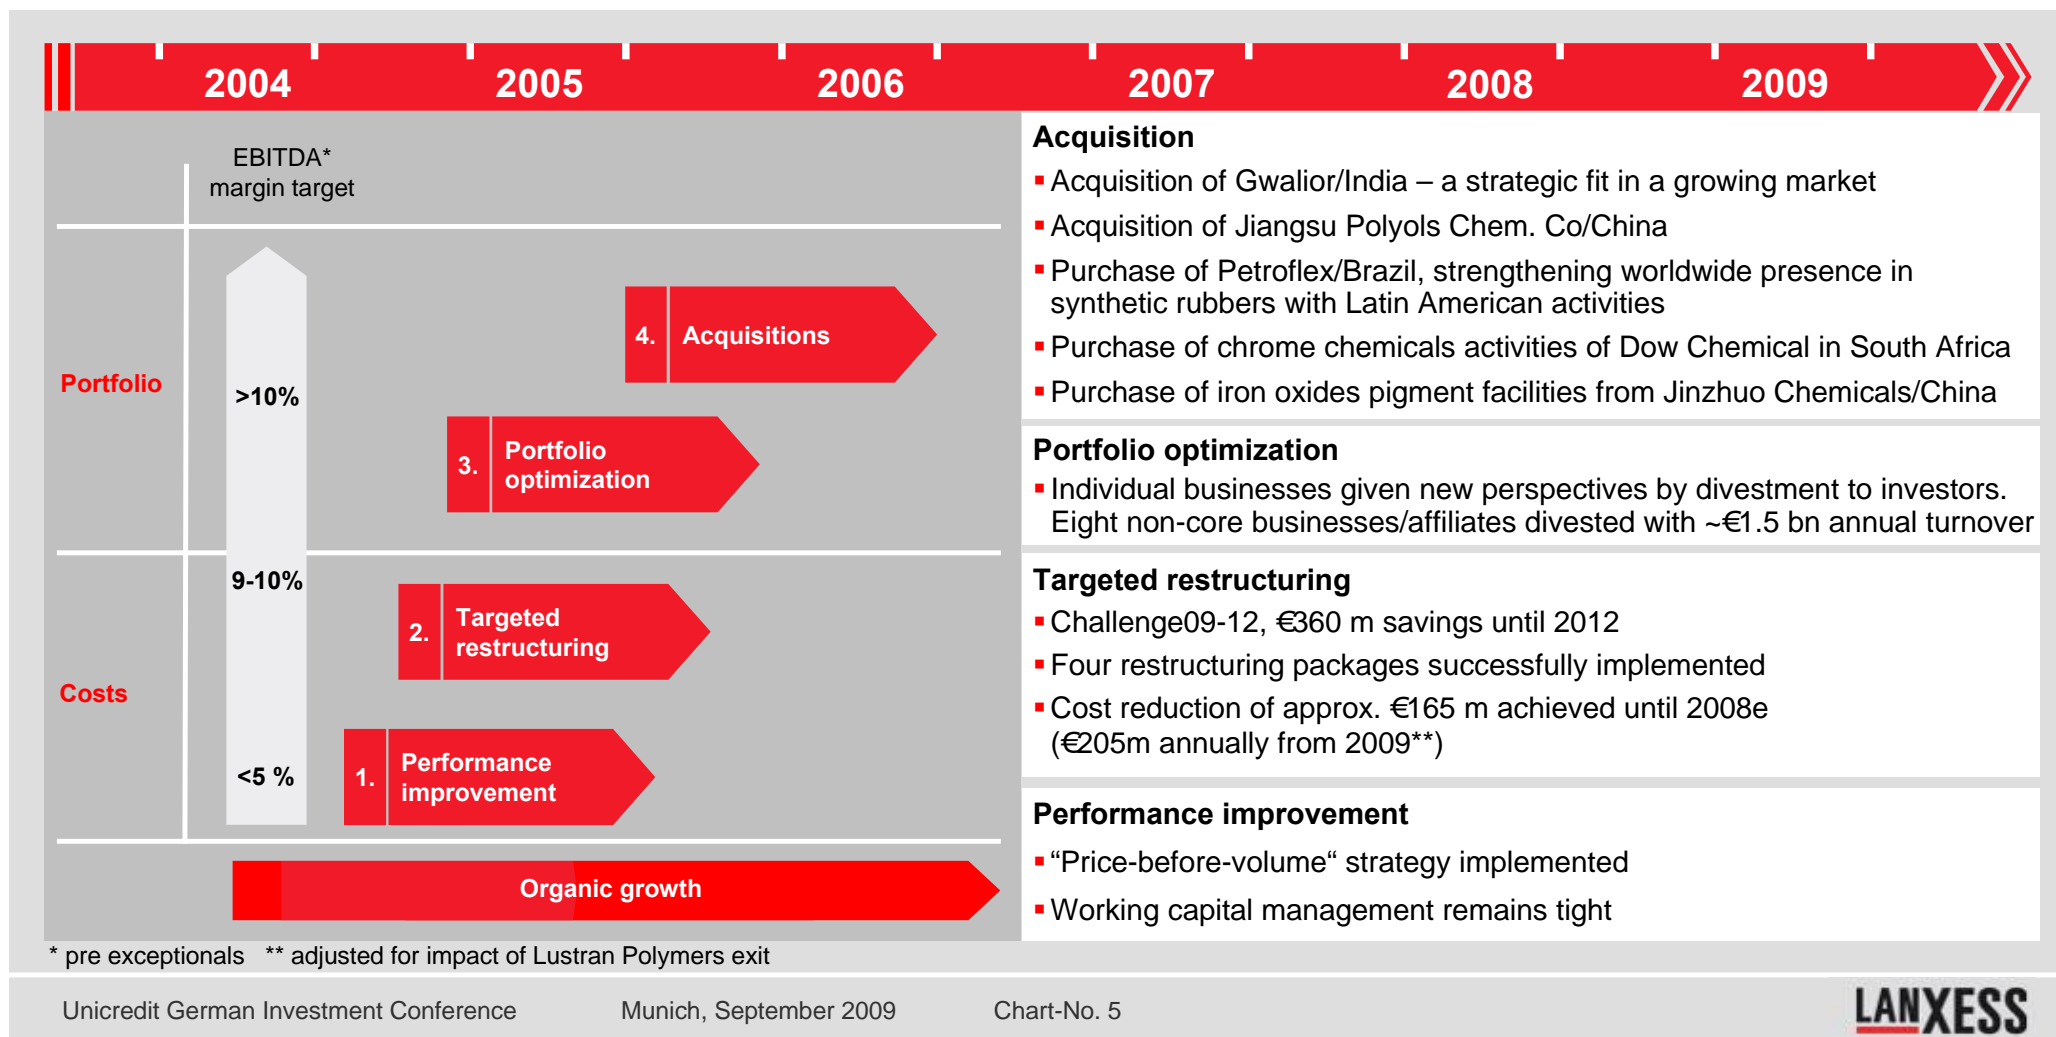 2004 2005 2006 2007 2008 2009
EBITDA*
margin target
Portfolio
>10%
4. Acquisitions
3. Portfolio
optimization
9-10%
Costs
2. Targeted
restructuring
<5 %
1. Performance
improvement
Organic growth
Acquisition
▪ Acquisition of Gwalior/India – a strategic fit in a growing market
▪ Acquisition of Jiangsu Polyols Chem. Co/China
▪ Purchase of Petroflex/Brazil, strengthening worldwide presence in
synthetic rubbers with Latin American activities
▪ Purchase of chrome chemicals activities of Dow Chemical in South Africa
▪ Purchase of iron oxides pigment facilities from Jinzhuo Chemicals/China
Portfolio optimization
▪ Individual businesses given new perspectives by divestment to investors.
Eight non-core businesses/affiliates divested with ~€1.5 bn annual turnover
Targeted restructuring
▪ Challenge09-12, €360 m savings until 2012
▪ Four restructuring packages successfully implemented
▪ Cost reduction of approx. €165 m achieved until 2008e
(€205m annually from 2009**)
Performance improvement
▪ “Price-before-volume“ strategy implemented
▪ Working capital management remains tight
* pre exceptionals ** adjusted for impact of Lustran Polymers exit
Unicredit German Investment Conference Munich, September 2009 Chart-No. 5
LANXESS